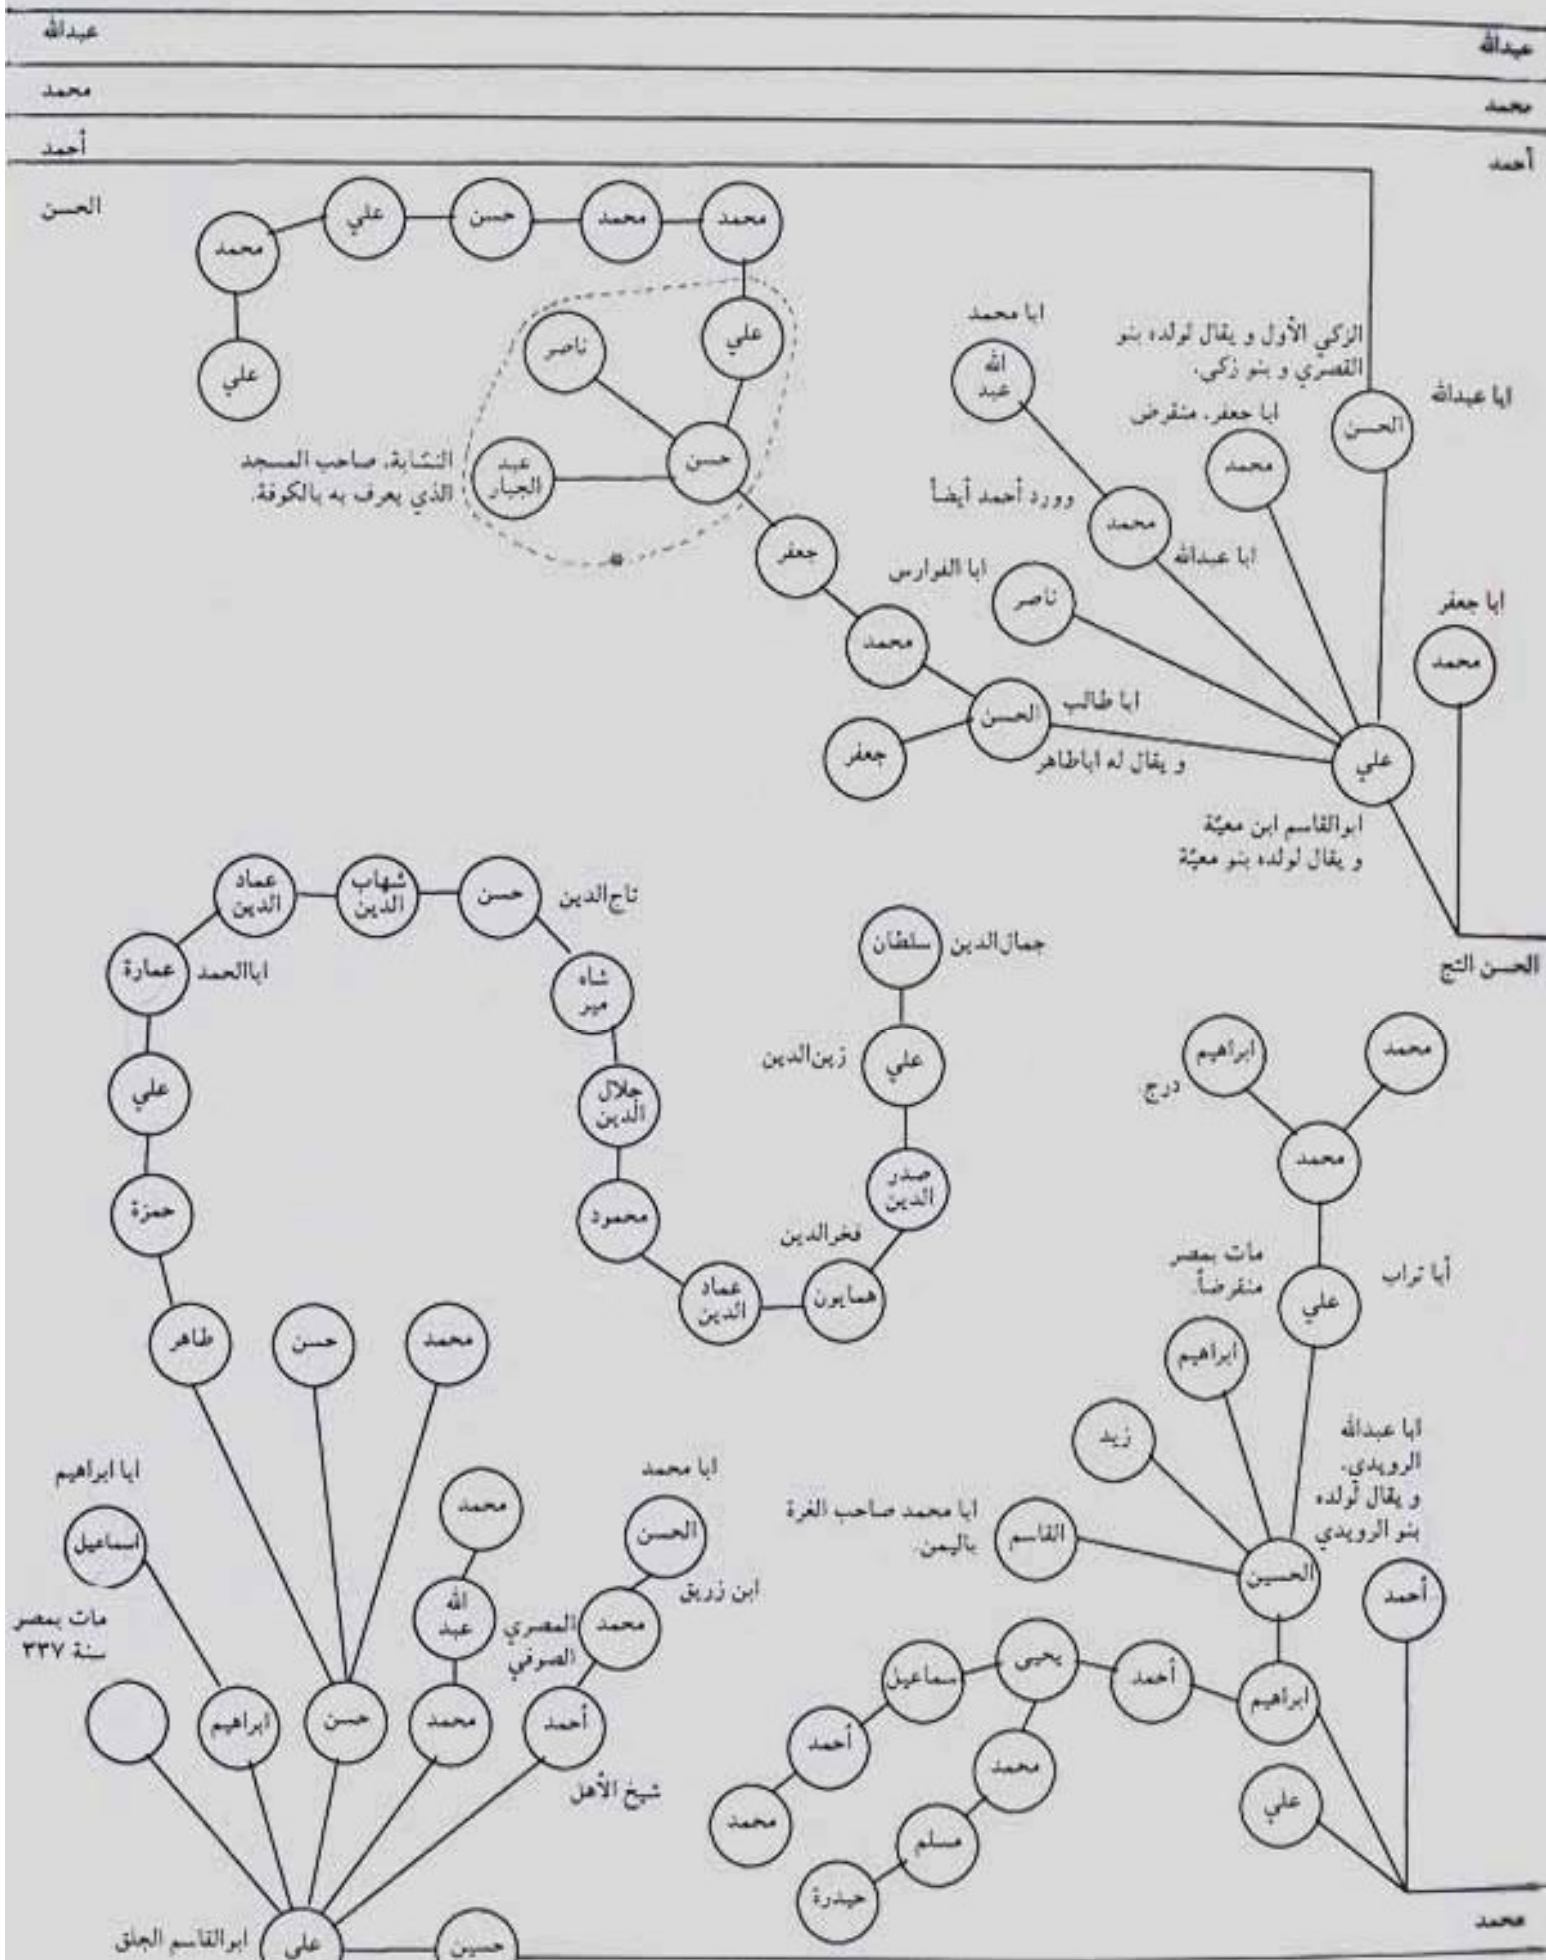 عبدالله
عبدالله
محمد
محمد
أحمد
أحمد
الحسن
محمد
محمد
حسن
علي
محمد
علي
علي
ناصر
حسن
عبد
الجبار
النسّابة، صاحب المسجد
الذي يعرف به بالكوفة.
جعفر
محمد
الحسن
ابا طالب
و يقال له اباطاهر
جعفر
ابا محمد
الله
عبد
وورد أحمد أيضاً
محمد
ابا عبدالله
ابا الفوارس
ناصر
الزكي الأول و يقال لولده بنو
القصري و بنو زكي.
ابا جعفر، منقرض
محمد
ابا عبدالله
الحسن
ابا جعفر
محمد
علي
ابوالقاسم ابن معيّة
و يقال لولده بنو معيّة
الحسن التج
جمال‌الدين
سلطان
زين‌الدين
علي
صدر
الدين
فخرالدين
همايون
عماد
الدين
محمود
جلال
الدين
شاه
مير
تاج‌الدين
حسن
شهاب
الدين
عماد
الدين
عمارة
اباالحمد
علي
حمزة
طاهر
حسن
محمد
محمد
ابراهيم
درج.
محمد
أبا تراب
علي
مات بمصر
منقرضاً.
ابراهيم
زيد
ابا محمد صاحب الغرة
باليمن.
القاسم
ابا عبدالله
الرويدي.
و يقال لولده
بنو الرويدي
الحسين
أحمد
ابراهيم
أحمد
يحيى
سماعيل
أحمد
محمد
محمد
مسلم
حيدرة
علي
محمد
ابا ابراهيم
اسماعيل
مات بمصر
سنة ٣٣٧
ابراهيم
حسن
محمد
الله
عبد
محمد
ابا محمد
الحسن
ابن زريق
محمد
المصري
الصوفي
أحمد
شيخ الأهل
ابوالقاسم الجلق
علي
حسين